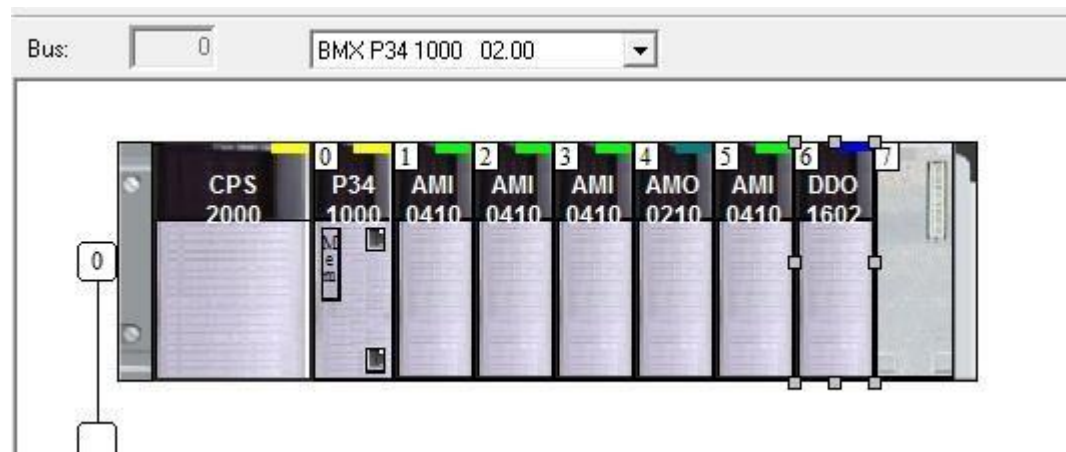 Bus: 0 BMX P34 1000 02.00
0 1 2 3 4 5 6 7
CPS P34 AMI AMI AMI AMO AMI DDO
2000 1000 0410 0410 0410 0210 0410 1602
Mem
0